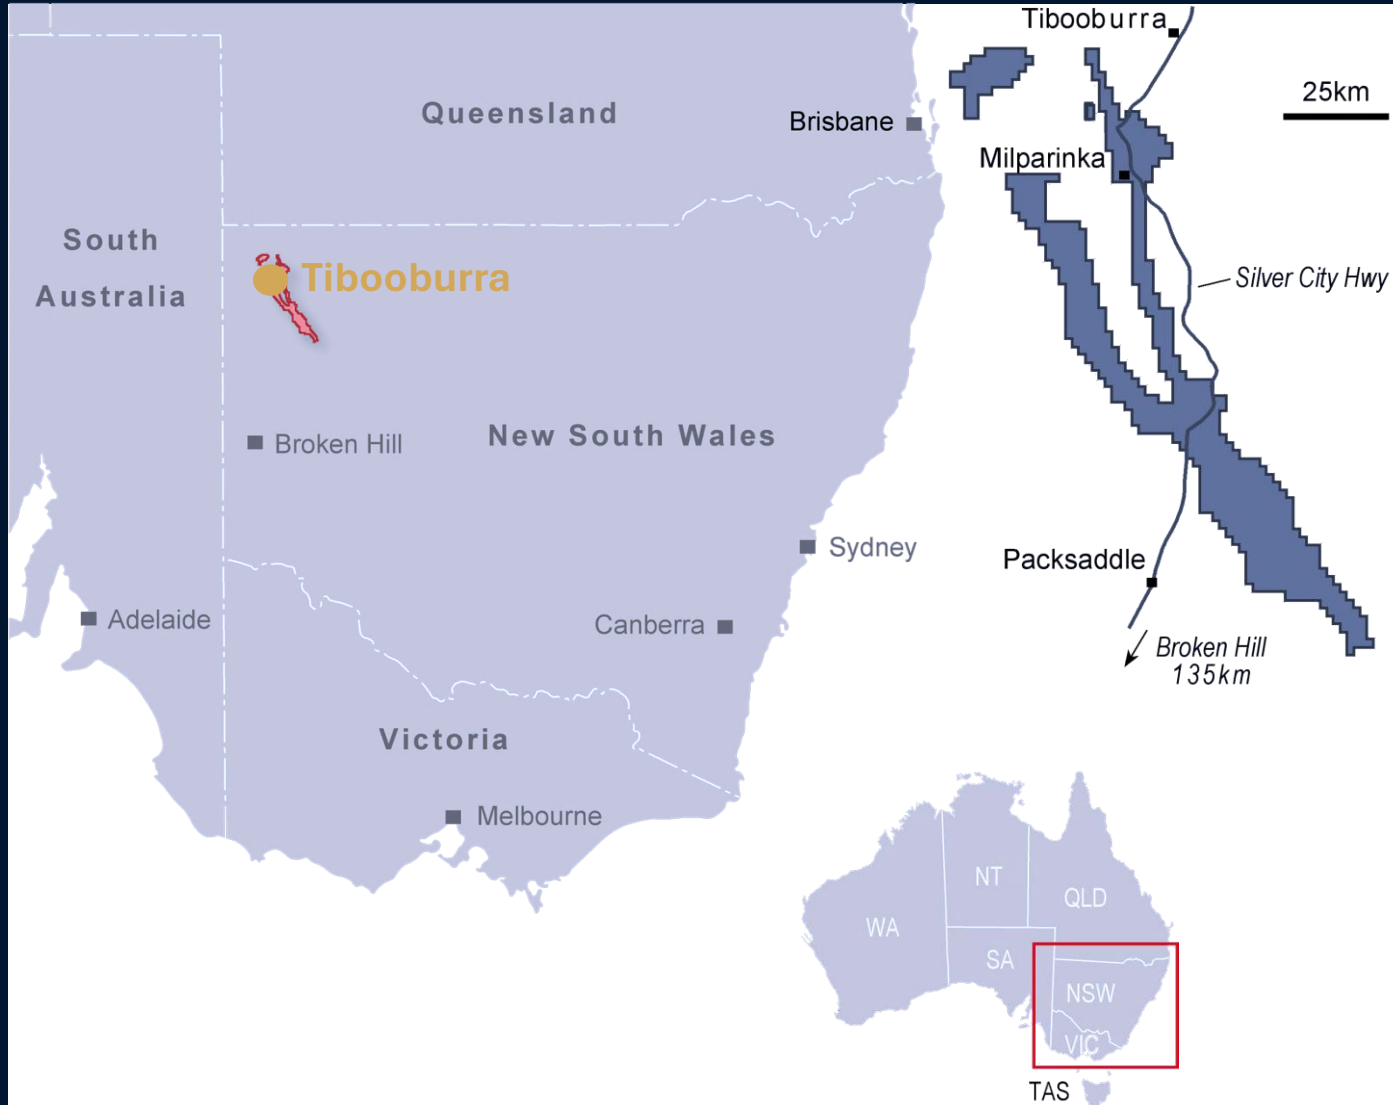 Queensland
Brisbane
South
Australia
Tibooburra
Broken Hill
New South Wales
Sydney
Adelaide
Canberra
Victoria
Melbourne
Tibooburra
25km
Milparinka
Silver City Hwy
Packsaddle
Broken Hill
135km
NT
QLD
WA
SA
NSW
VIC
TAS